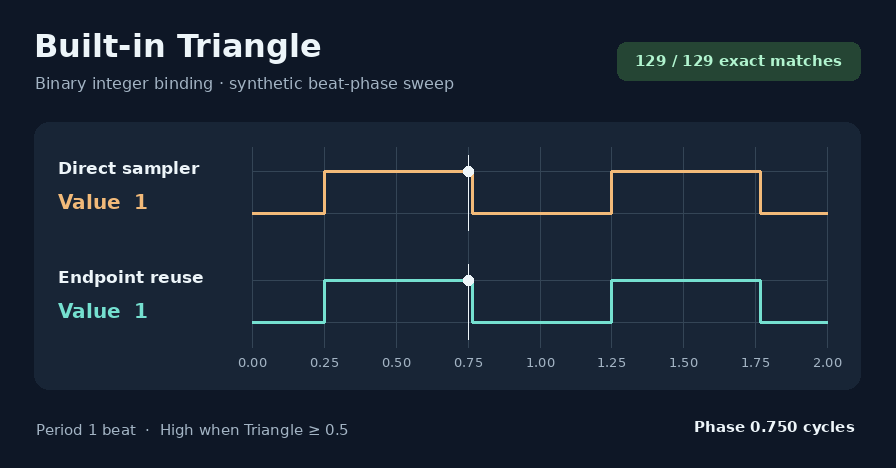 Built-in Triangle
Binary integer binding · synthetic beat-phase sweep
129 / 129 exact matches
Direct sampler
Value 1
Endpoint reuse
Value 1
0.00 0.25 0.50 0.75 1.00 1.25 1.50 1.75 2.00
Period 1 beat · High when Triangle ≥ 0.5
Phase 0.750 cycles